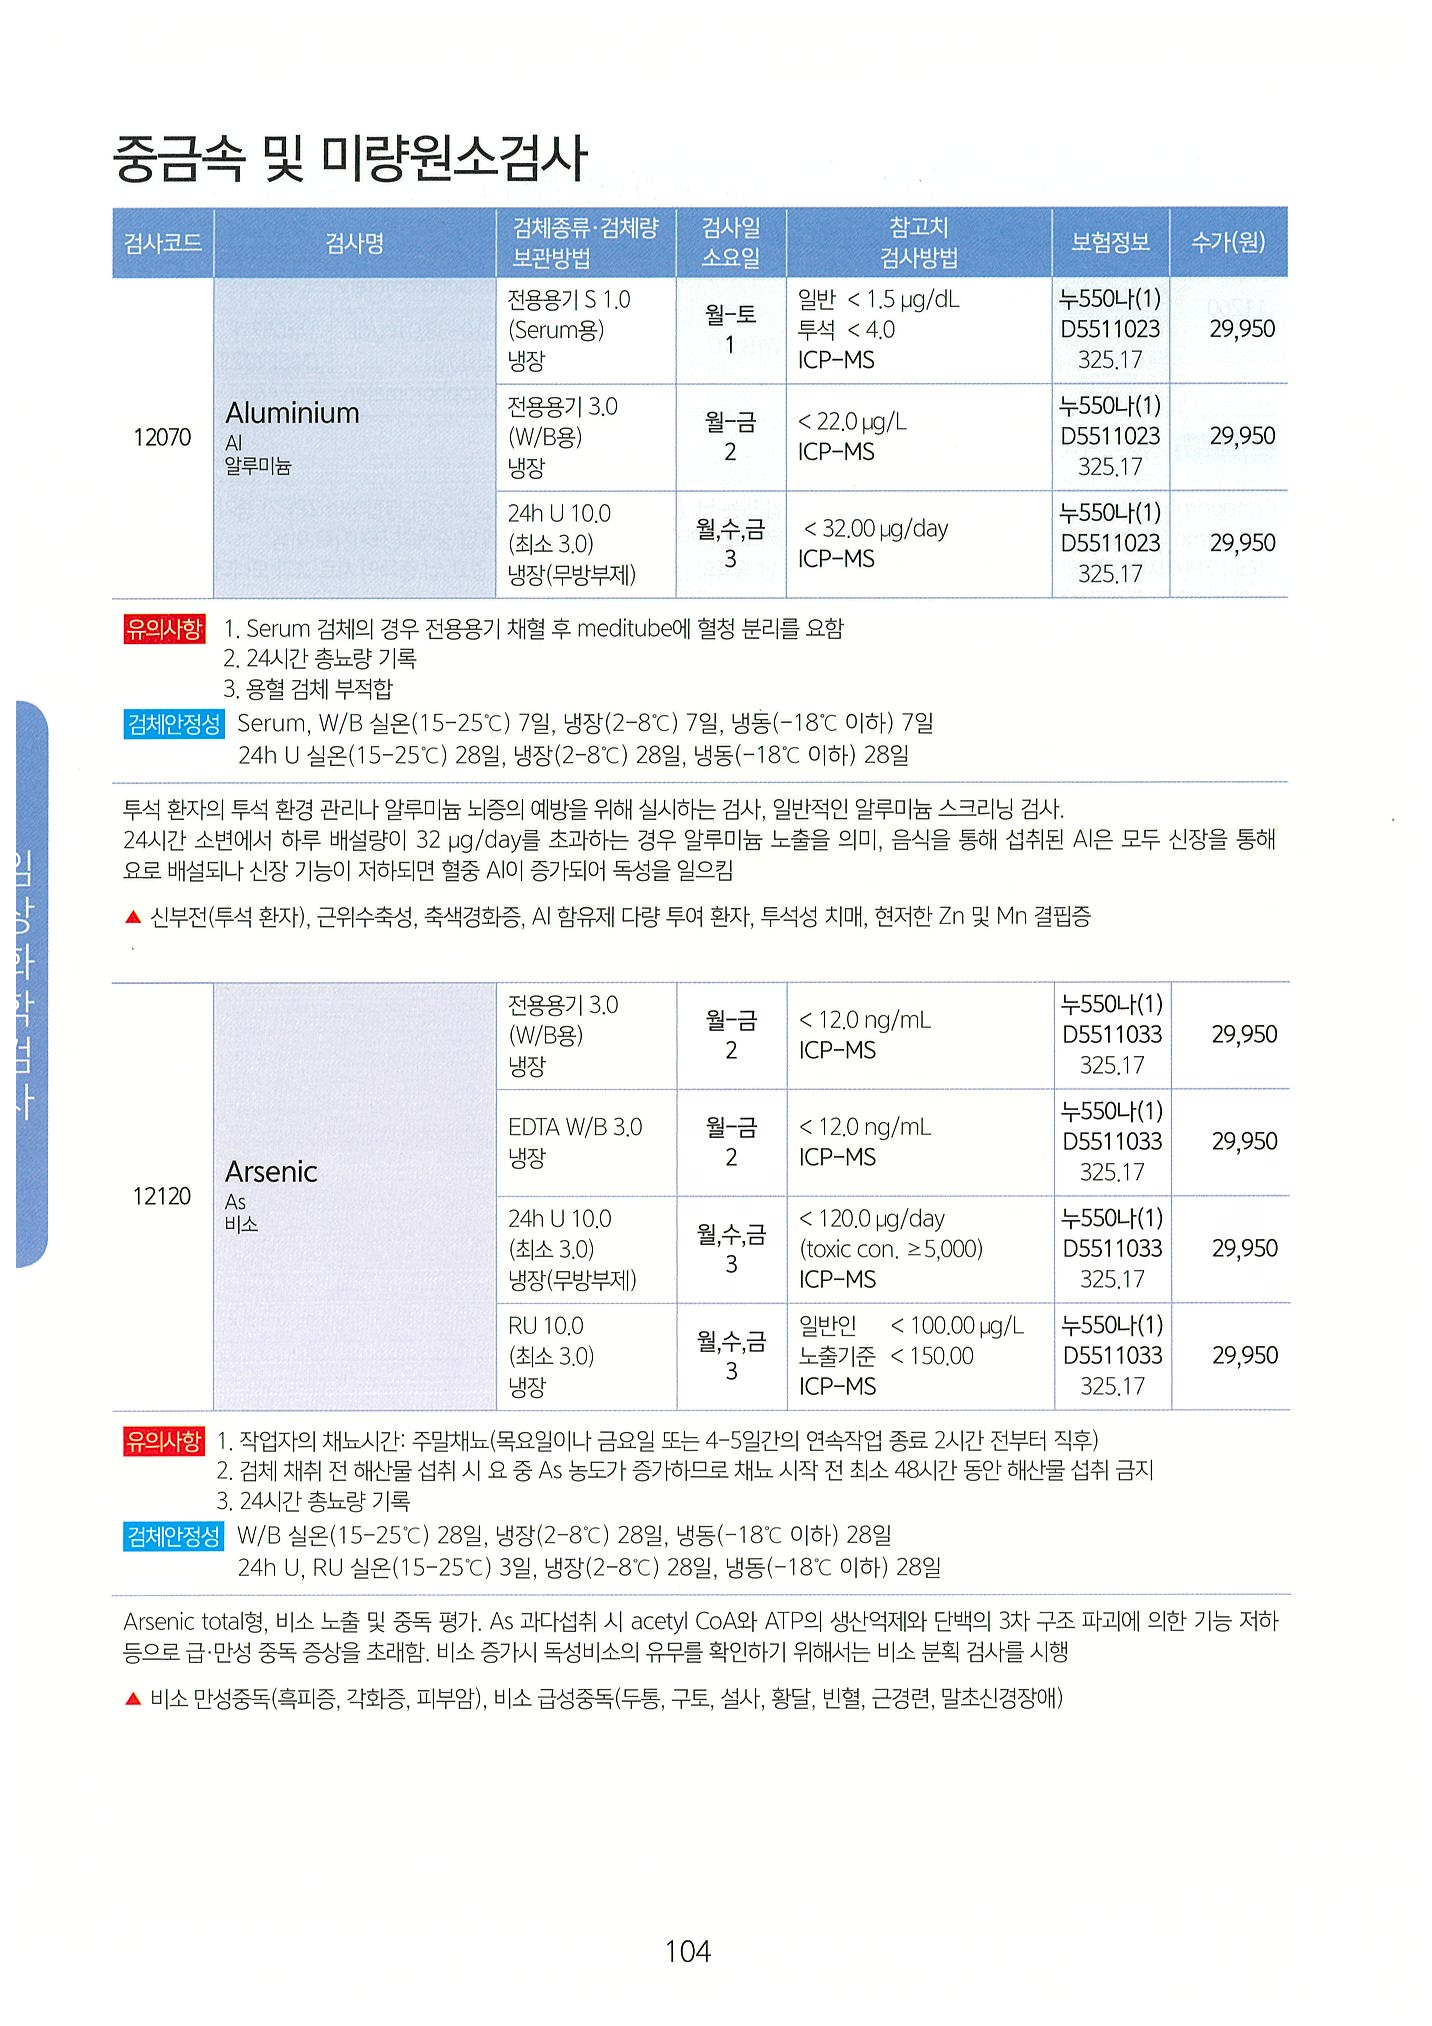 중금속 및 미량원소검사
검사코드 검사명 검체종류·검체량 보관방법 검사일 소요일 참고치 검사방법 보험정보 수가(원)
12070
Aluminium
Al
알루미늄
전용용기 S 1.0
(Serum용)
냉장
월-토
1
일반 < 1.5 µg/dL
투석 < 4.0
ICP-MS
누550나(1)
D5511023
325.17
29,950
전용용기 3.0
(W/B용)
냉장
월-금
2
< 22.0 µg/L
ICP-MS
누550나(1)
D5511023
325.17
29,950
24h U 10.0
(최소 3.0)
냉장(무방부제)
월,수,금
3
< 32.00 µg/day
ICP-MS
누550나(1)
D5511023
325.17
29,950
유의사항 1. Serum 검체의 경우 전용용기 채혈 후 meditube에 혈청 분리를 요함
2. 24시간 총뇨량 기록
3. 용혈 검체 부적합
검체안정성 Serum, W/B 실온(15-25℃) 7일, 냉장(2-8℃) 7일, 냉동(-18℃ 이하) 7일
24h U 실온(15-25℃) 28일, 냉장(2-8℃) 28일, 냉동(-18℃ 이하) 28일
투석 환자의 투석 환경 관리나 알루미늄 뇌증의 예방을 위해 실시하는 검사, 일반적인 알루미늄 스크리닝 검사.
24시간 소변에서 하루 배설량이 32 µg/day를 초과하는 경우 알루미늄 노출을 의미, 음식을 통해 섭취된 Al은 모두 신장을 통해
요로 배설되나 신장 기능이 저하되면 혈중 Al이 증가되어 독성을 일으킴
▲ 신부전(투석 환자), 근위수축성, 축색경화증, Al 함유제 다량 투여 환자, 투석성 치매, 현저한 Zn 및 Mn 결핍증
12120
Arsenic
As
비소
전용용기 3.0
(W/B용)
냉장
월-금
2
< 12.0 ng/mL
ICP-MS
누550나(1)
D5511033
325.17
29,950
EDTA W/B 3.0
냉장
월-금
2
< 12.0 ng/mL
ICP-MS
누550나(1)
D5511033
325.17
29,950
24h U 10.0
(최소 3.0)
냉장(무방부제)
월,수,금
3
< 120.0 µg/day
(toxic con. ≥5,000)
ICP-MS
누550나(1)
D5511033
325.17
29,950
RU 10.0
(최소 3.0)
냉장
월,수,금
3
일반인 < 100.00 µg/L
노출기준 < 150.00
ICP-MS
누550나(1)
D5511033
325.17
29,950
유의사항 1. 작업자의 채뇨시간: 주말채뇨(목요일이나 금요일 또는 4-5일간의 연속작업 종료 2시간 전부터 직후)
2. 검체 채취 전 해산물 섭취 시 요 중 As 농도가 증가하므로 채뇨 시작 전 최소 48시간 동안 해산물 섭취 금지
3. 24시간 총뇨량 기록
검체안정성 W/B 실온(15-25℃) 28일, 냉장(2-8℃) 28일, 냉동(-18℃ 이하) 28일
24h U, RU 실온(15-25℃) 3일, 냉장(2-8℃) 28일, 냉동(-18℃ 이하) 28일
Arsenic total형, 비소 노출 및 중독 평가. As 과다섭취 시 acetyl CoA와 ATP의 생산억제와 단백의 3차 구조 파괴에 의한 기능 저하
등으로 급·만성 중독 증상을 초래함. 비소 증가시 독성비소의 유무를 확인하기 위해서는 비소 분획 검사를 시행
▲ 비소 만성중독(흑피증, 각화증, 피부암), 비소 급성중독(두통, 구토, 설사, 황달, 빈혈, 근경련, 말초신경장애)
임상화학검사
104